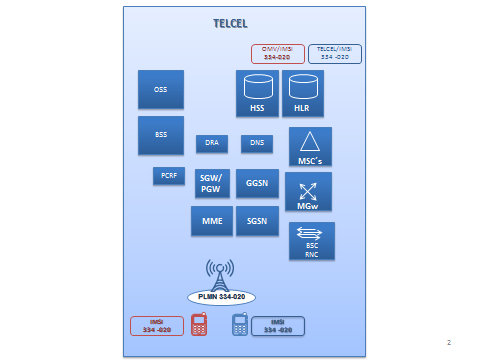 TELCEL
OMV/IMSI
334-020
TELCEL/IMSI
334 -020
OSS
HSS
HLR
BSS
DRA
DNS
MSC´s
PCRF
SGW/
PGW
GGSN
MGw
MME
SGSN
BSC
RNC
PLMN 334-020
IMSI
334 -020
IMSI
334 -020
2